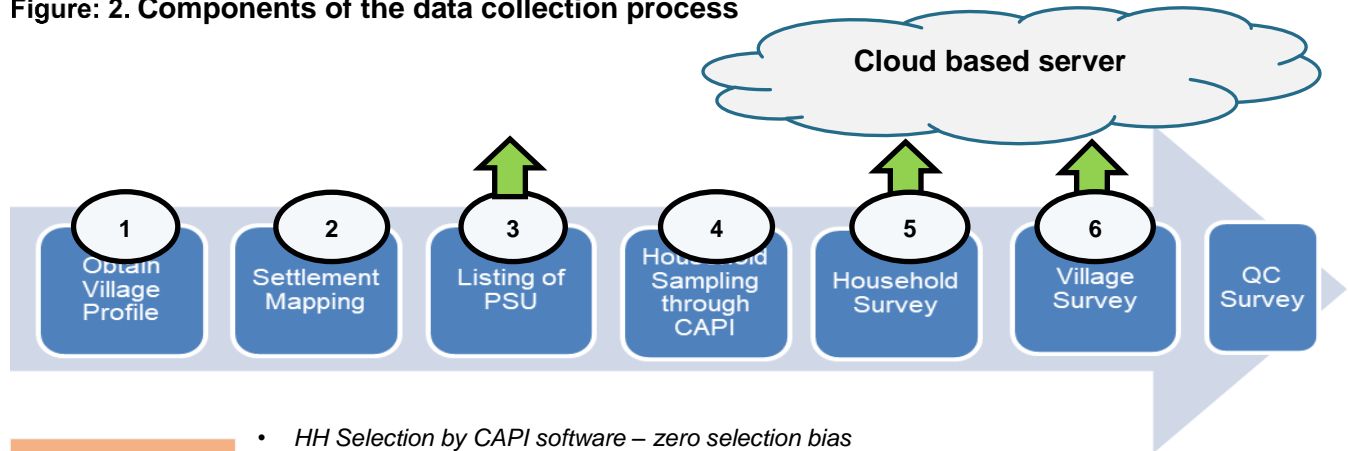 Figure: 2. Components of the data collection process
Cloud based server
1
2
3
4
5
6
Obtain
Village
Profile
Settlement
Mapping
Listing of
PSU
Household
Sampling
through
CAPI
Household
Survey
Village
Survey
QC
Survey
• HH Selection by CAPI software – zero selection bias